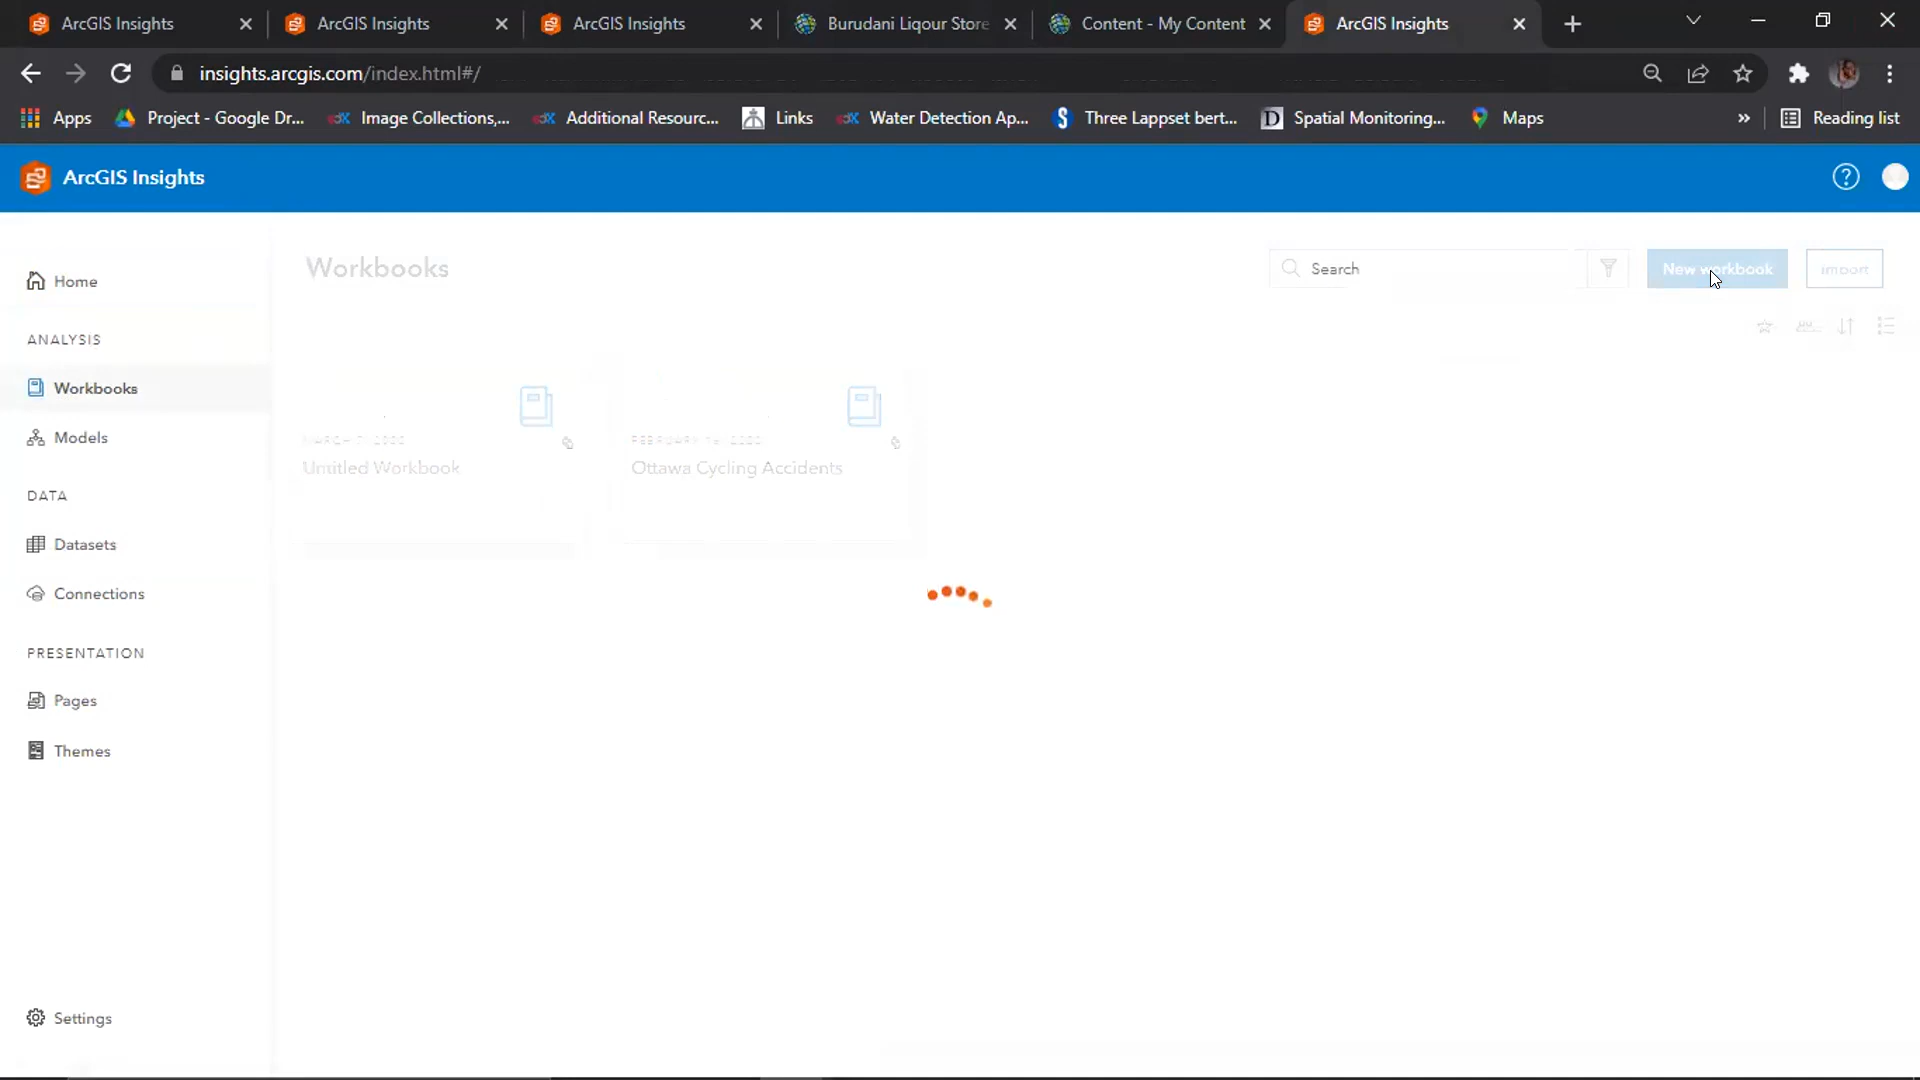 ArcGIS Insights
ArcGIS Insights
ArcGIS Insights
Burudani Liqour Store
Content - My Content
ArcGIS Insights
insights.arcgis.com/index.html#/
Apps
Project - Google Dr...
Image Collections,...
Additional Resourc...
Links
Water Detection Ap...
Three Lappset bert...
Spatial Monitoring...
Maps
»
Reading list
ArcGIS Insights
Home
Workbooks
Search
New workbook
Import
ANALYSIS
Workbooks
Models
FEBRUARY 16, 2020
Untitled Workbook
Ottawa Cycling Accidents
DATA
Datasets
Connections
PRESENTATION
Pages
Themes
Settings